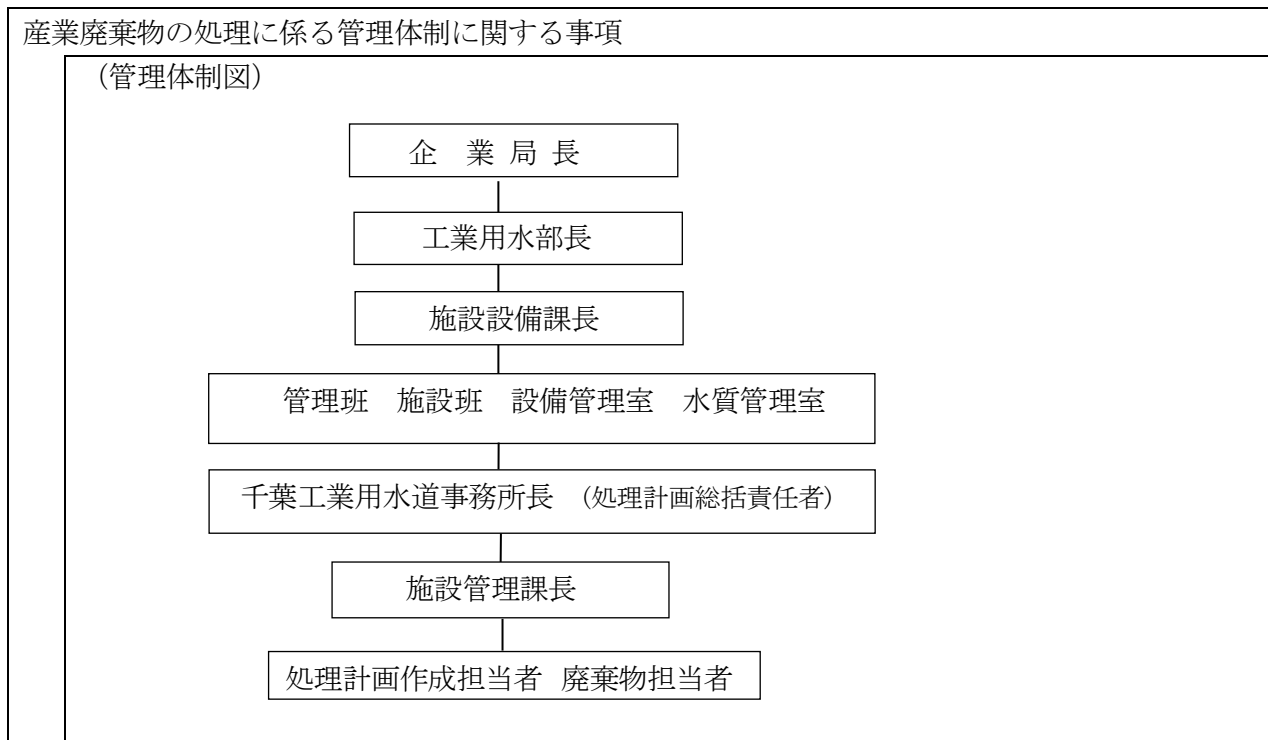 産業廃棄物の処理に係る管理体制に関する事項
（管理体制図）
企　業 局 長
工業用水部長
施設設備課長
管理班　施設班　設備管理室　水質管理室
千葉工業用水道事務所長　（処理計画総括責任者）
施設管理課長
処理計画作成担当者 廃棄物担当者